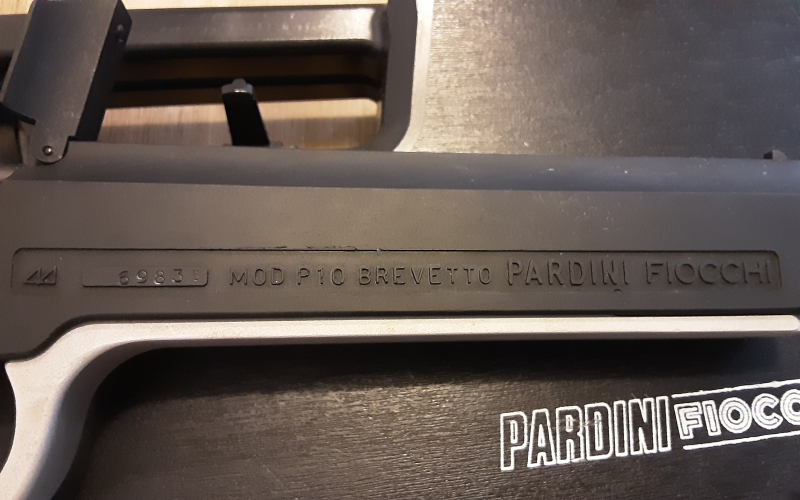 MOD P10 BREVETTO PARDINI FIOCCHI
PARDINI FIOCC